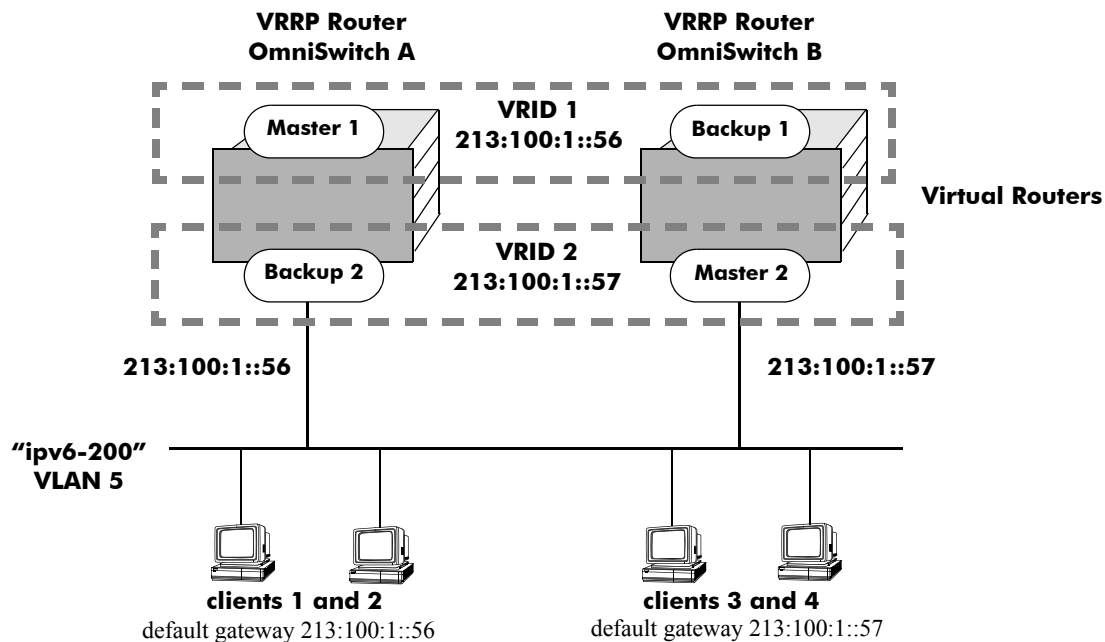 VRRP Router
OmniSwitch A
VRRP Router
OmniSwitch B
Master 1
VRID 1
213:100:1::56
Backup 1
Virtual Routers
Backup 2
VRID 2
213:100:1::57
Master 2
213:100:1::56
213:100:1::57
“ipv6-200”
VLAN 5
clients 1 and 2
default gateway 213:100:1::56
clients 3 and 4
default gateway 213:100:1::57